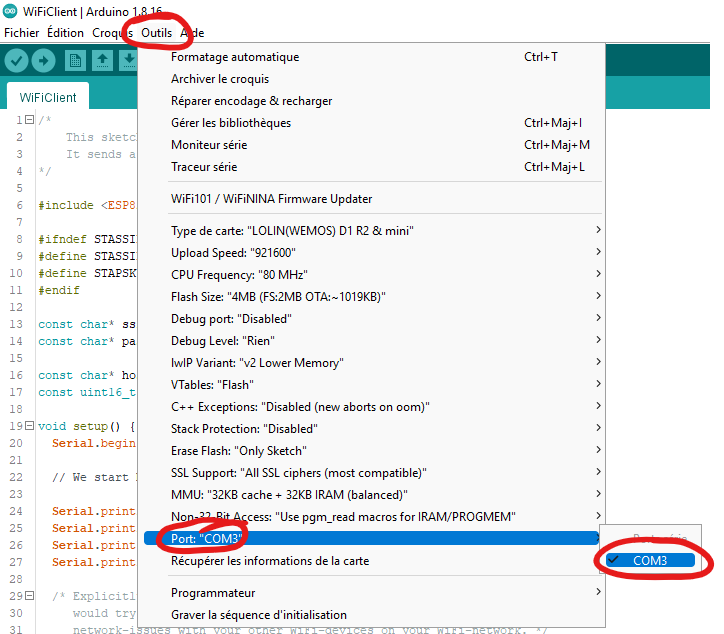 WiFiClient | Arduino 1.8.16
Fichier Édition Croquis Outils Aide
WiFiClient
Formatage automatique Ctrl+T
Archiver le croquis
Réparer encodage & recharger
Gérer les bibliothèques Ctrl+Maj+I
Moniteur série Ctrl+Maj+M
Traceur série Ctrl+Maj+L
WiFi101 / WiFiNINA Firmware Updater
Type de carte: "LOLIN(WEMOS) D1 R2 & mini"
Upload Speed: "921600"
CPU Frequency: "80 MHz"
Flash Size: "4MB (FS:2MB OTA:~1019KB)"
Debug port: "Disabled"
Debug Level: "Rien"
lwIP Variant: "v2 Lower Memory"
VTables: "Flash"
C++ Exceptions: "Disabled (new aborts on oom)"
Stack Protection: "Disabled"
Erase Flash: "Only Sketch"
SSL Support: "All SSL ciphers (most compatible)"
MMU: "32KB cache + 32KB IRAM (balanced)"
Non-32-Bit Access: "Use pgm_read macros for IRAM/PROGMEM"
Port: "COM3"
Récupérer les informations de la carte
Programmateur
Graver la séquence d'initialisation
COM3
1 /*
2 This sketc
3 It sends a
4 */
5
6 #include <ESP8
7
8 #ifndef STASSI
9 #define STASSI
10 #define STAPSK
11 #endif
12
13 const char* ss
14 const char* pa
15
16 const char* ho
17 const uint16_t
18
19 void setup() {
20 Serial.begin
21
22 // We start
23
24 Serial.print
25 Serial.print
26 Serial.print
27 Serial.print
28
29 /* Explicitl
30 would try
31 network-issues with your other WiFi-devices on your WiFi-network. */